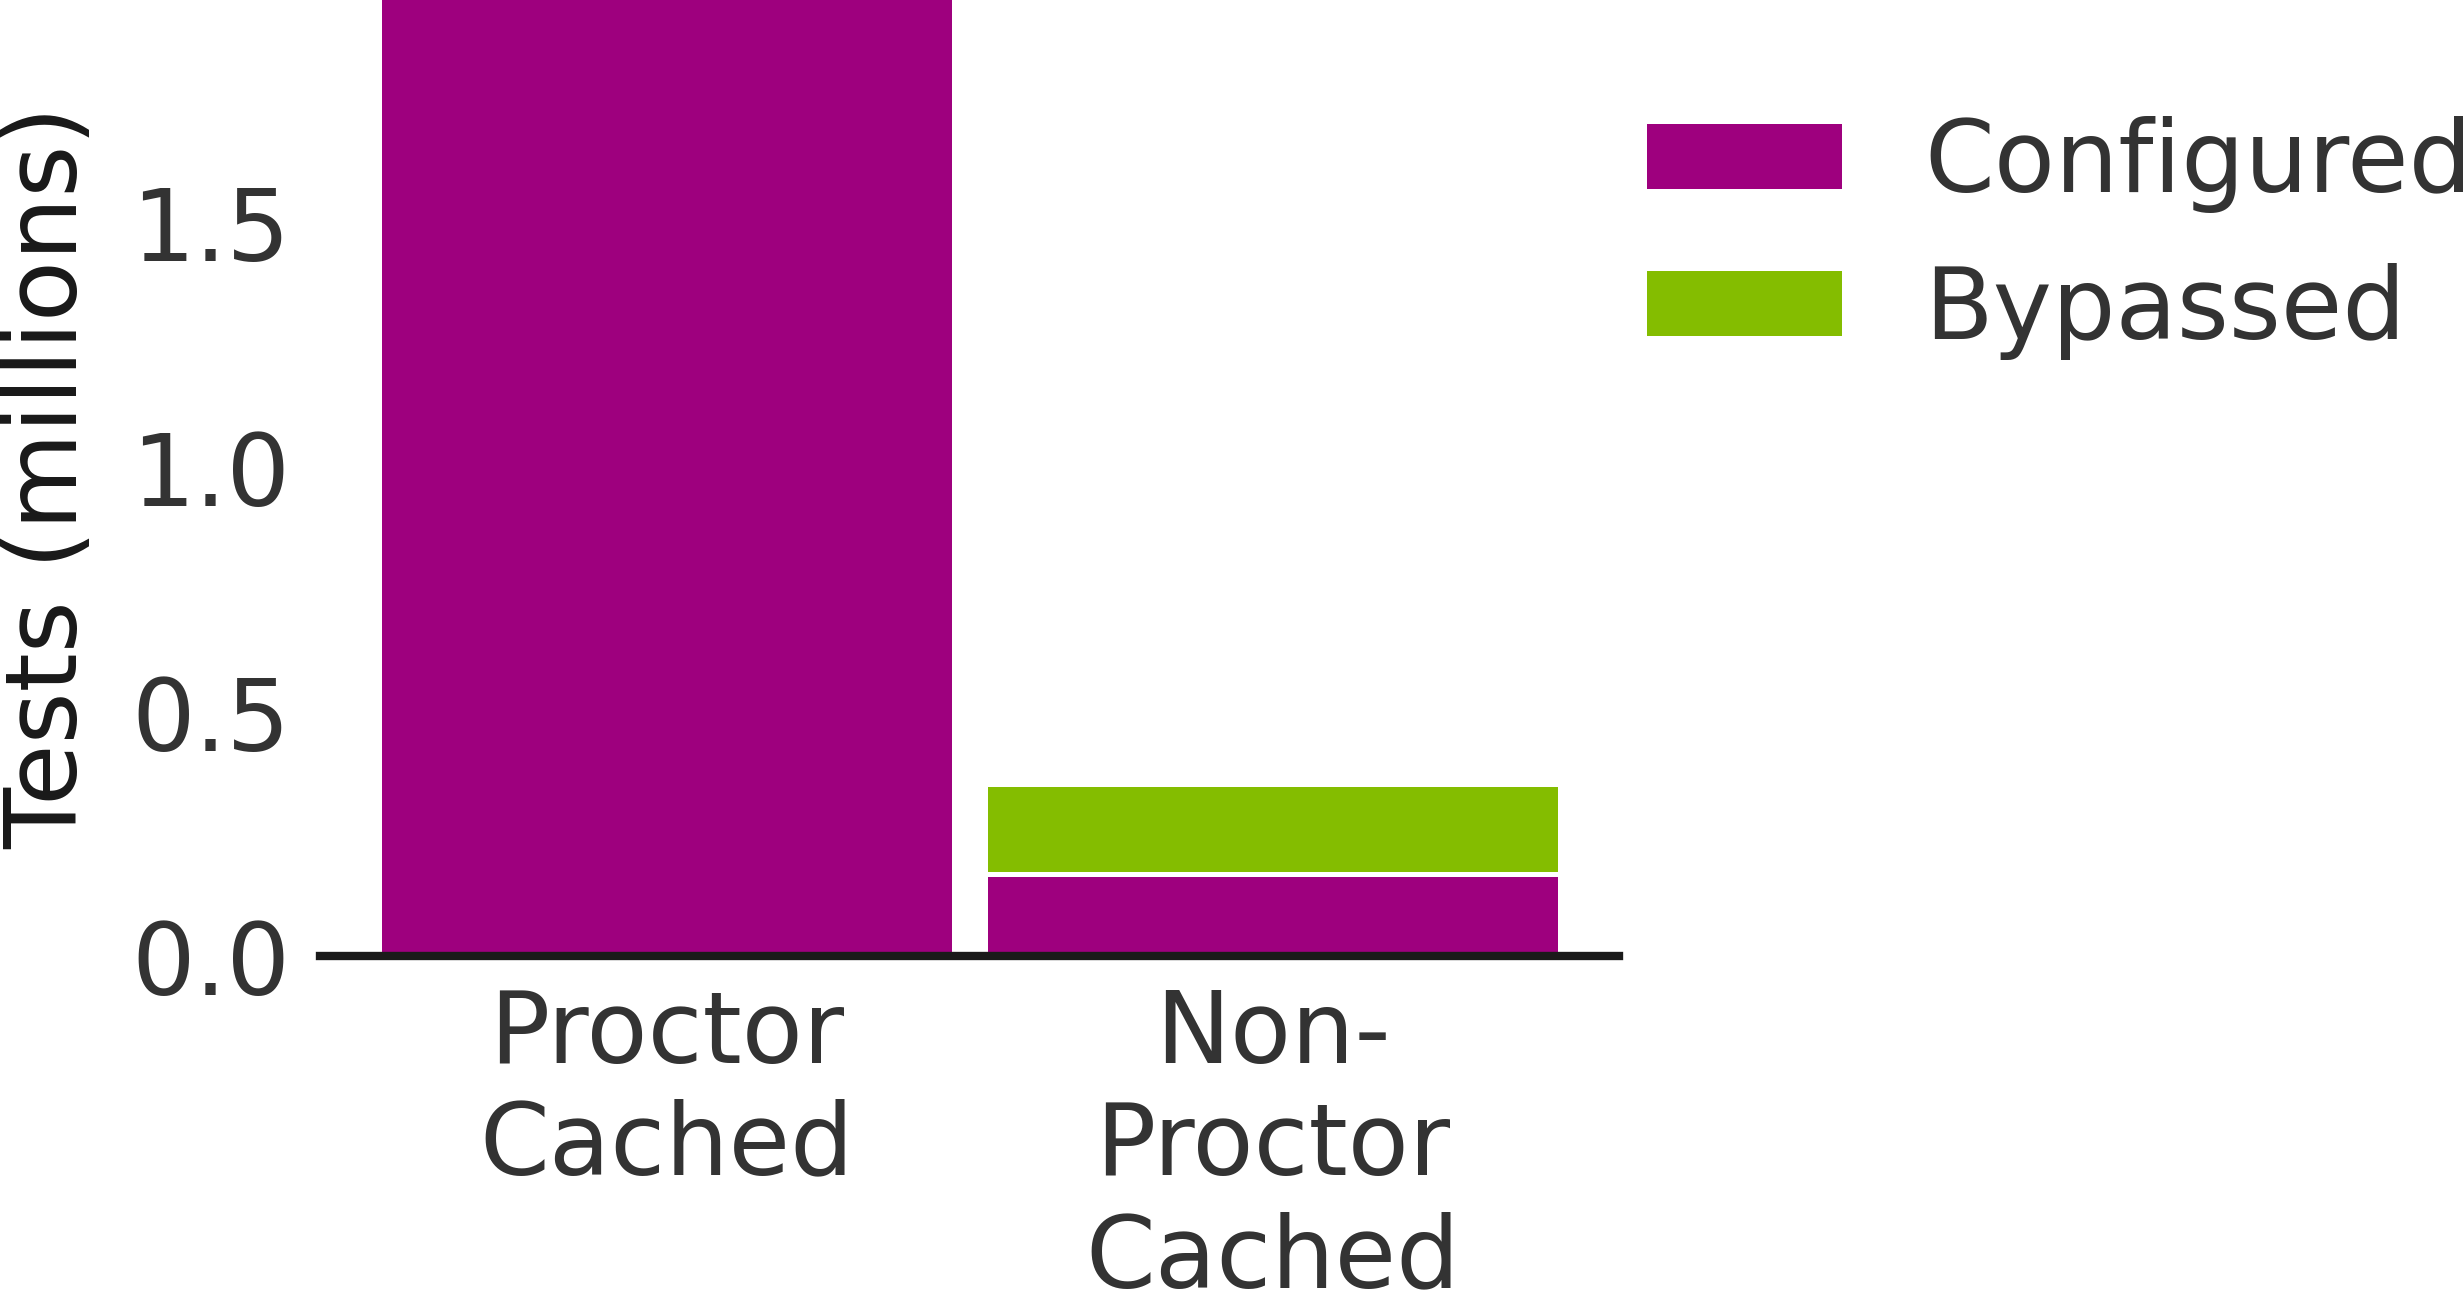 Tests (millions)
1.5
1.0
0.5
0.0
Proctor
Cached
Non-
Proctor
Cached
Configured
Bypassed